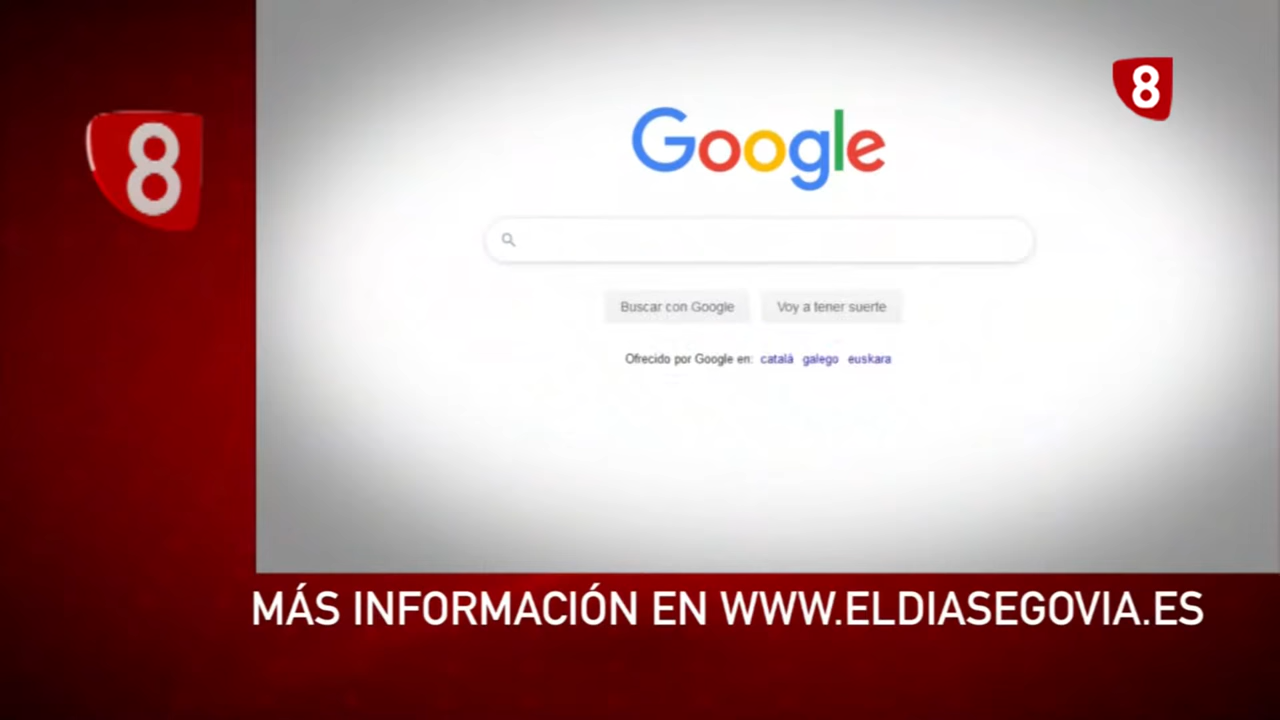 8
8
Google
Buscar con Google
Voy a tener suerte
Ofrecido por Google en: català galego euskara
MÁS INFORMACIÓN EN WWW.ELDIASEGOVIA.ES